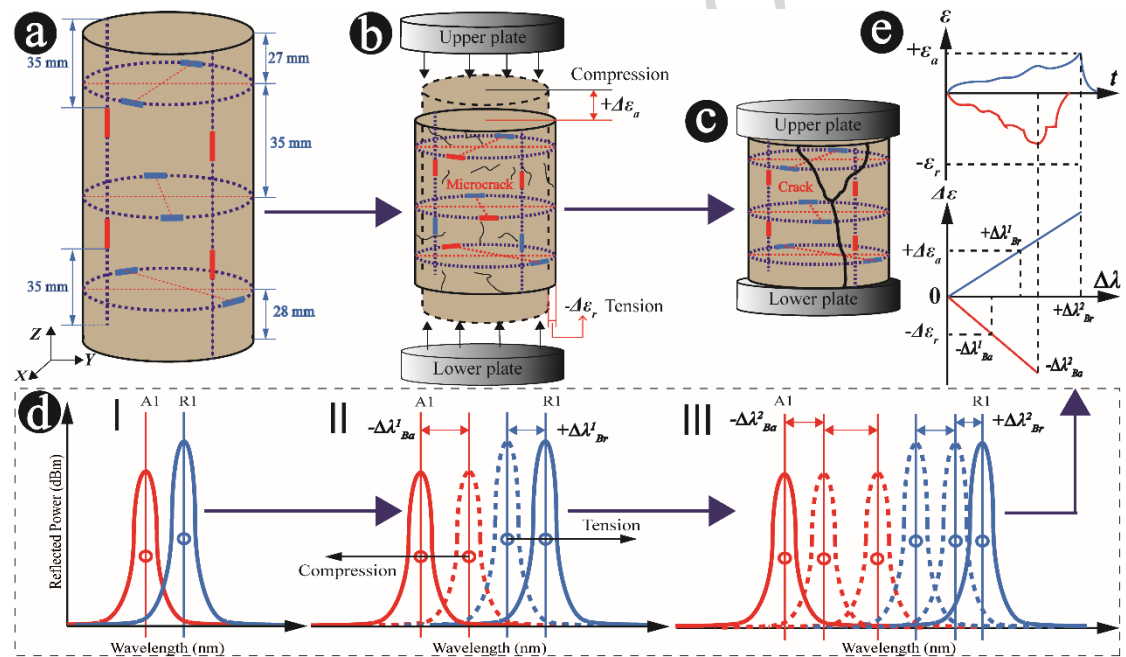 a
35 mm
27 mm
35 mm
35 mm
28 mm
Z
Y
X
b
Upper plate
Compression
+Δε_a
Microcrack
-Δε_r Tension
Lower plate
c
Upper plate
Crack
Lower plate
e
ε
+ε_a
t
-ε_r
Δε
+Δλ¹_Br
+Δε_a
0
Δλ
+Δλ²_Br
-Δε_r
-Δλ¹_Ba
-Δλ²_Ba
d
Reflected Power (dBm)
I
A1
R1
Wavelength (nm)
II
A1
R1
-Δλ¹_Ba
+Δλ¹_Br
Tension
Compression
Wavelength (nm)
III
A1
R1
-Δλ²_Ba
+Δλ²_Br
Wavelength (nm)